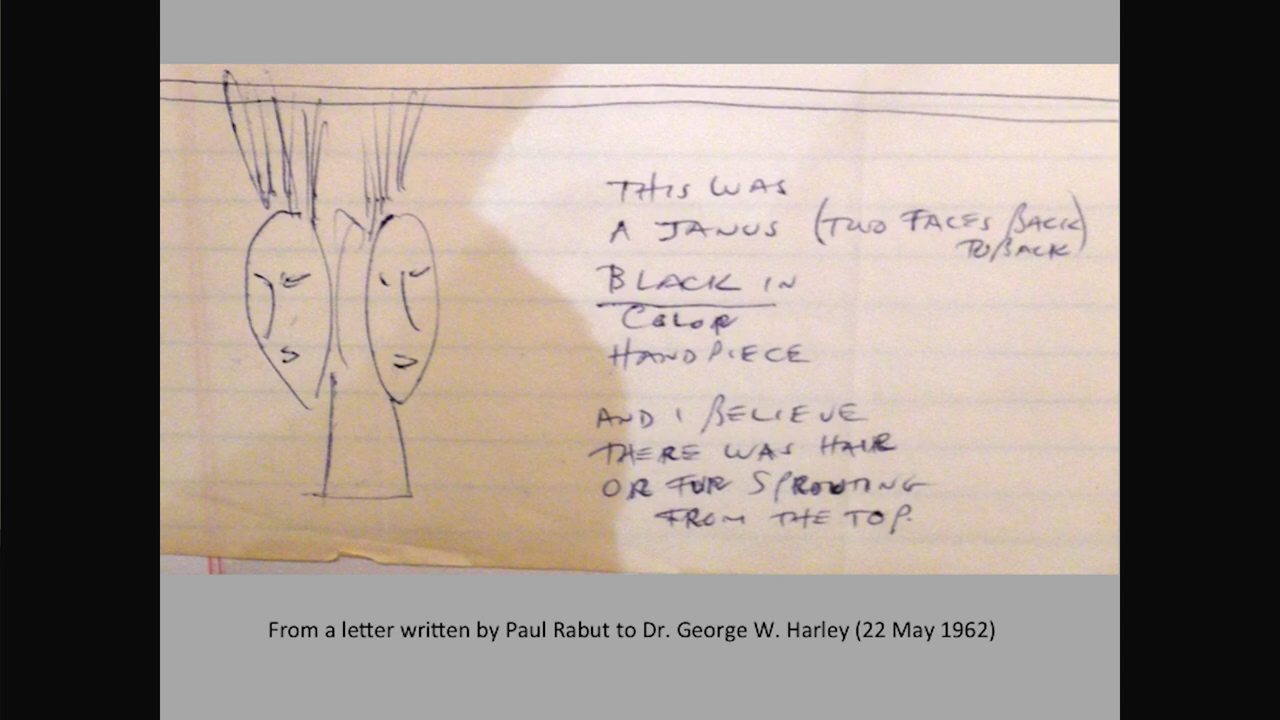 THIS WAS
A JANUS (TWO FACES BACK
TO BACK)
BLACK IN
COLOR
HANDPIECE
AND I BELIEVE
THERE WAS HAIR
OR FUR SPROUTING
FROM THE TOP.
From a letter written by Paul Rabut to Dr. George W. Harley (22 May 1962)